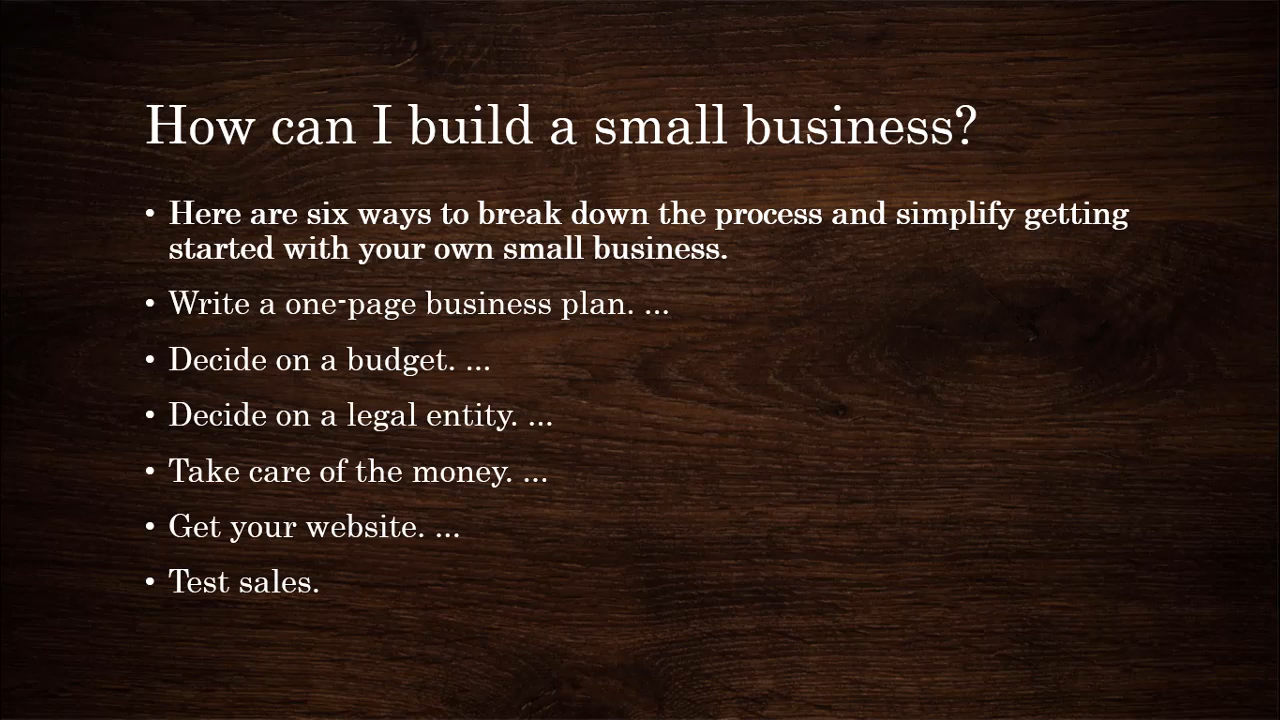 How can I build a small business?
• Here are six ways to break down the process and simplify getting
started with your own small business.
• Write a one-page business plan. ...
• Decide on a budget. ...
• Decide on a legal entity. ...
• Take care of the money. ...
• Get your website. ...
• Test sales.